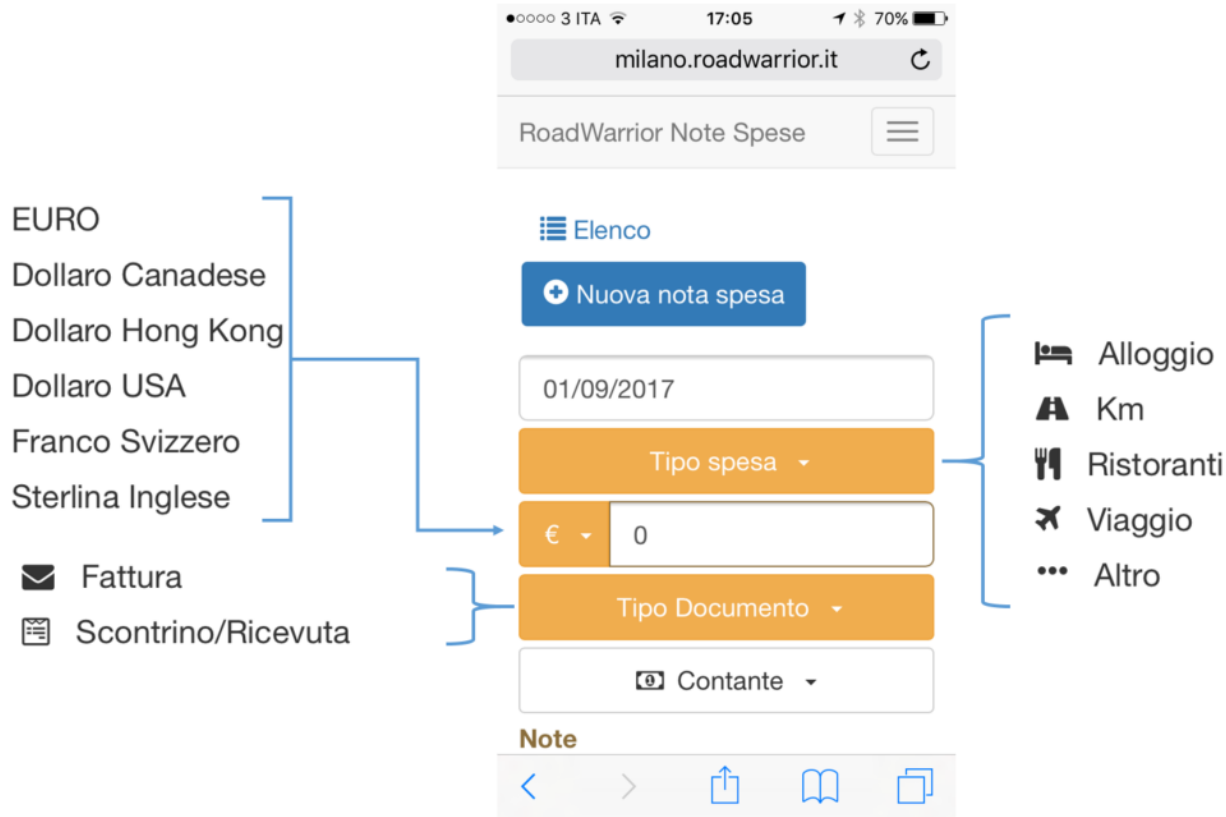 3 ITA 17:05 70%
milano.roadwarrior.it
RoadWarrior Note Spese
Elenco
Nuova nota spesa
01/09/2017
Tipo spesa
€ 0
Tipo Documento
Contante
Note
EURO
Dollaro Canadese
Dollaro Hong Kong
Dollaro USA
Franco Svizzero
Sterlina Inglese
Fattura
Scontrino/Ricevuta
Alloggio
Km
Ristoranti
Viaggio
Altro